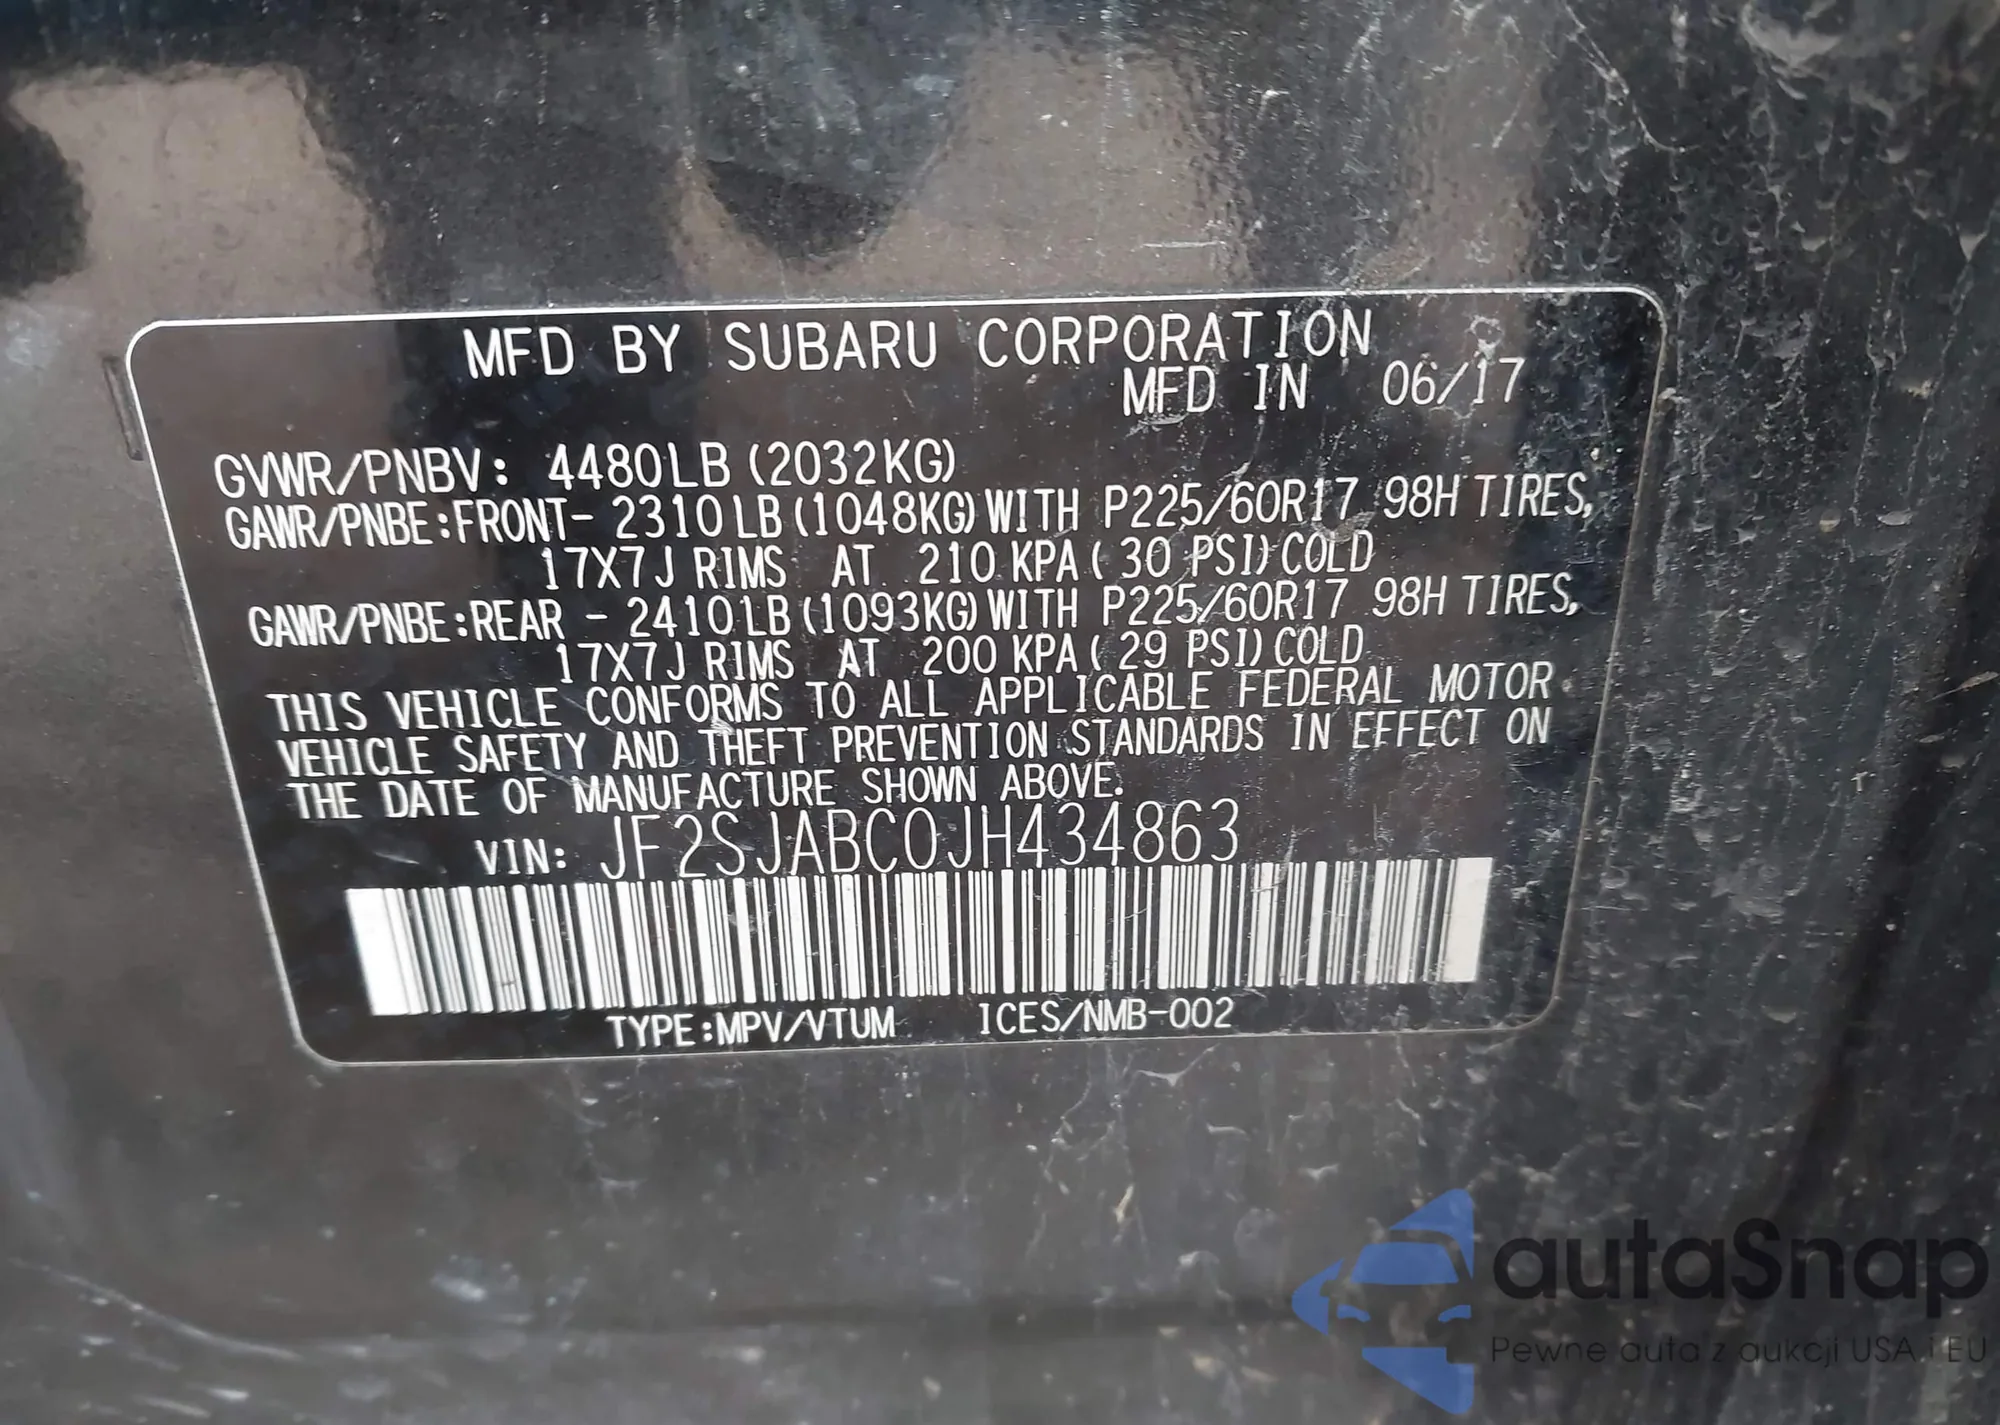 MFD BY SUBARU CORPORATION
MFD IN 06/17
GVWR/PNBV: 4480LB (2032KG)
GAWR/PNBE:FRONT- 2310LB (1048KG) WITH P225/60R17 98H TIRES,
17X7J RIMS AT 210 KPA ( 30 PSI) COLD
GAWR/PNBE:REAR - 2410LB (1093KG) WITH P225/60R17 98H TIRES,
17X7J RIMS AT 200 KPA ( 29 PSI) COLD
THIS VEHICLE CONFORMS TO ALL APPLICABLE FEDERAL MOTOR
VEHICLE SAFETY AND THEFT PREVENTION STANDARDS IN EFFECT ON
THE DATE OF MANUFACTURE SHOWN ABOVE.
VIN: JF2SJABC0JH434863
TYPE:MPV/VTUM ICES/NMB-002
autaSnap
Pewne auta z aukcji USA i EU